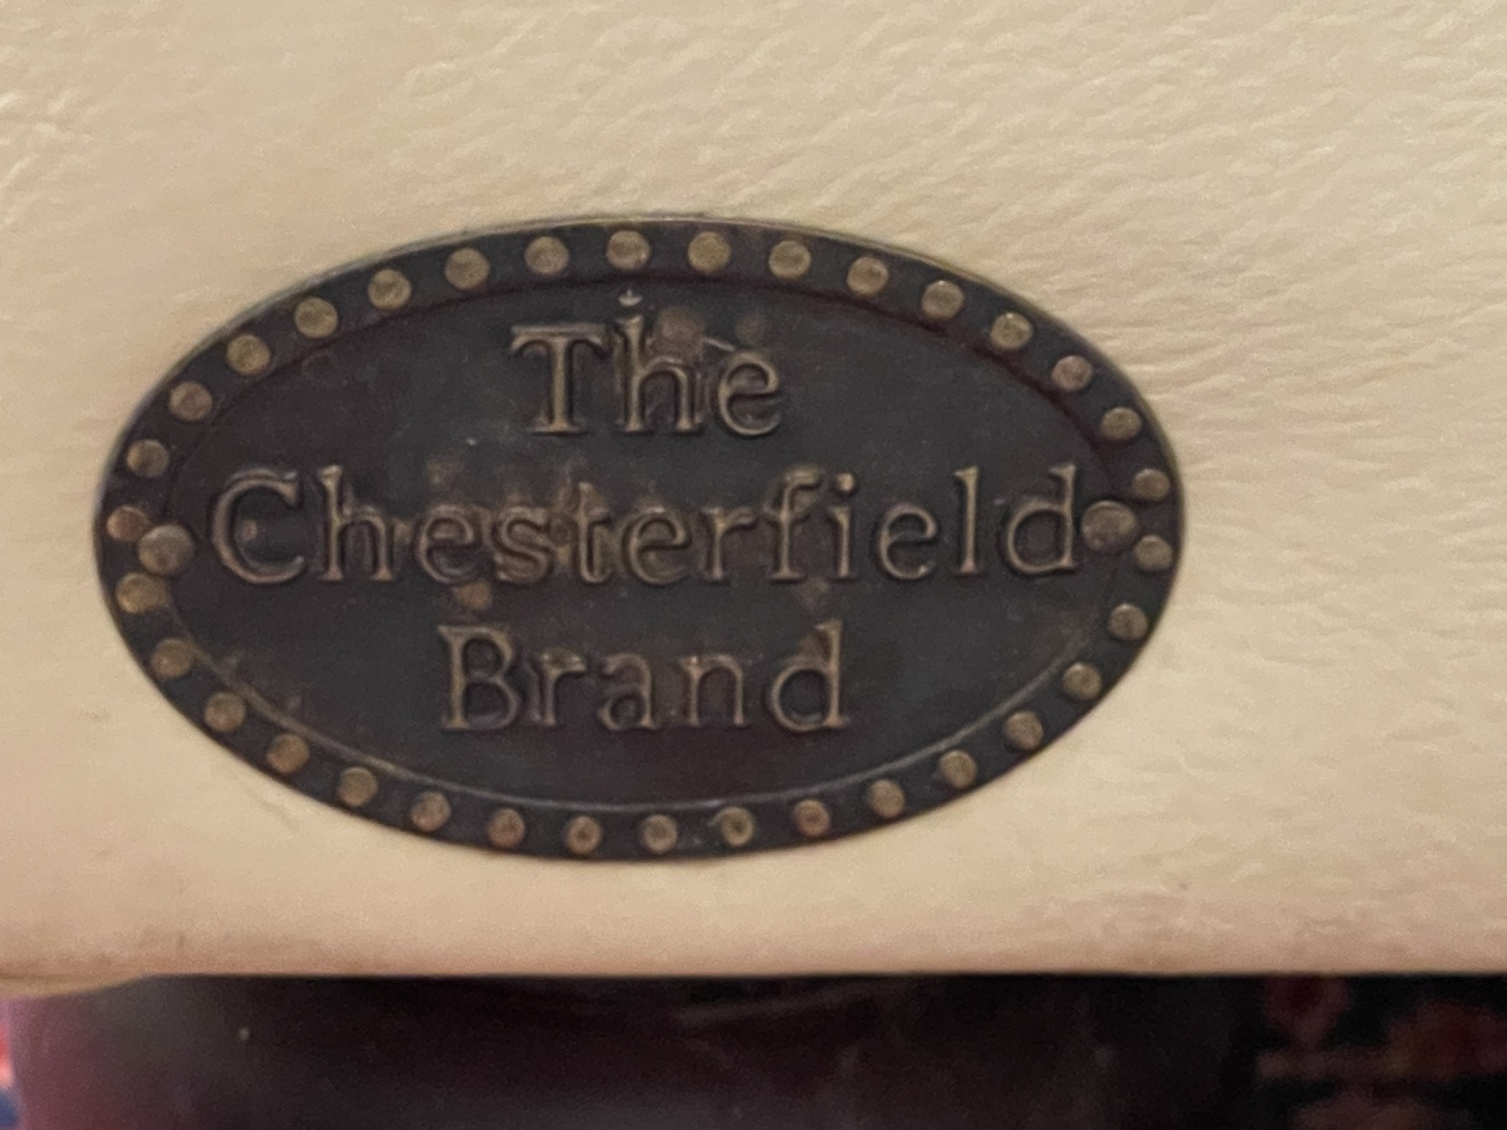 The
Chesterfield
Brand